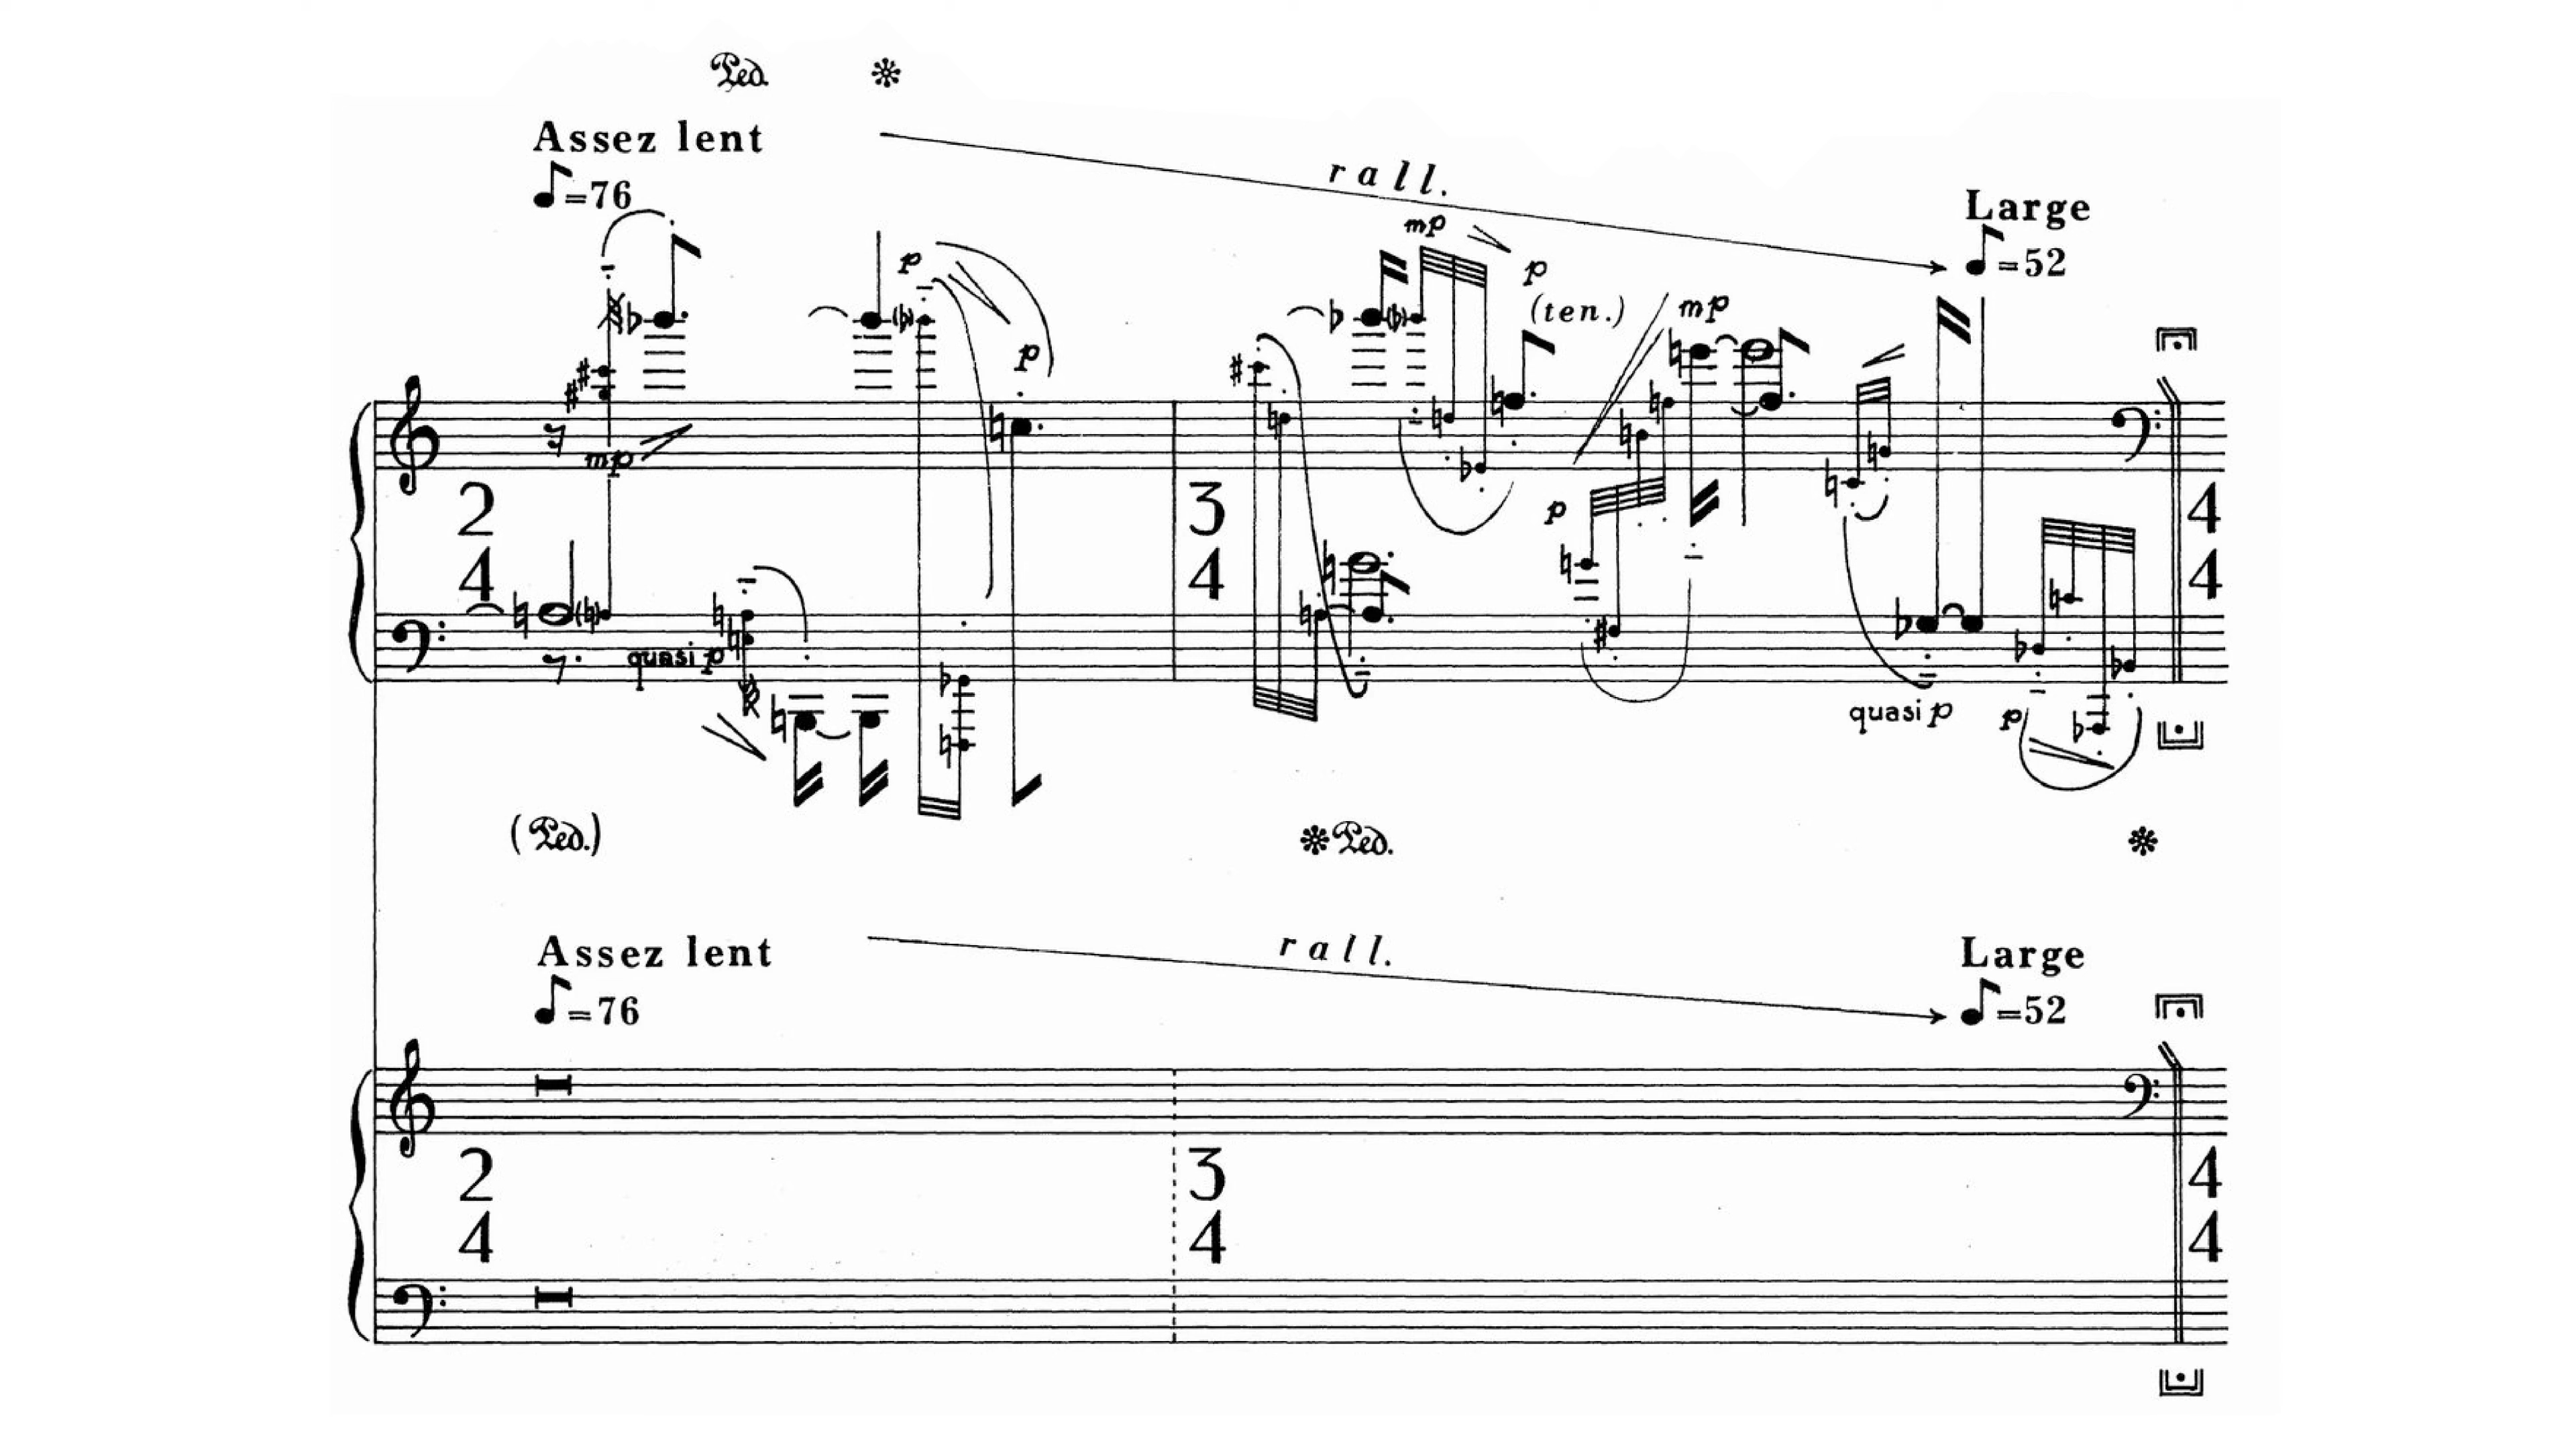 Ped. *
Assez lent
♪=76
rall.
Large
♪=52
mp
p
p
mp
p
(ten.)
mp
p
2
4
3
4
4
4
quasi p
quasi p
p
(Ped.)
* Ped.
*
Assez lent
♪=76
rall.
Large
♪=52
2
4
3
4
4
4